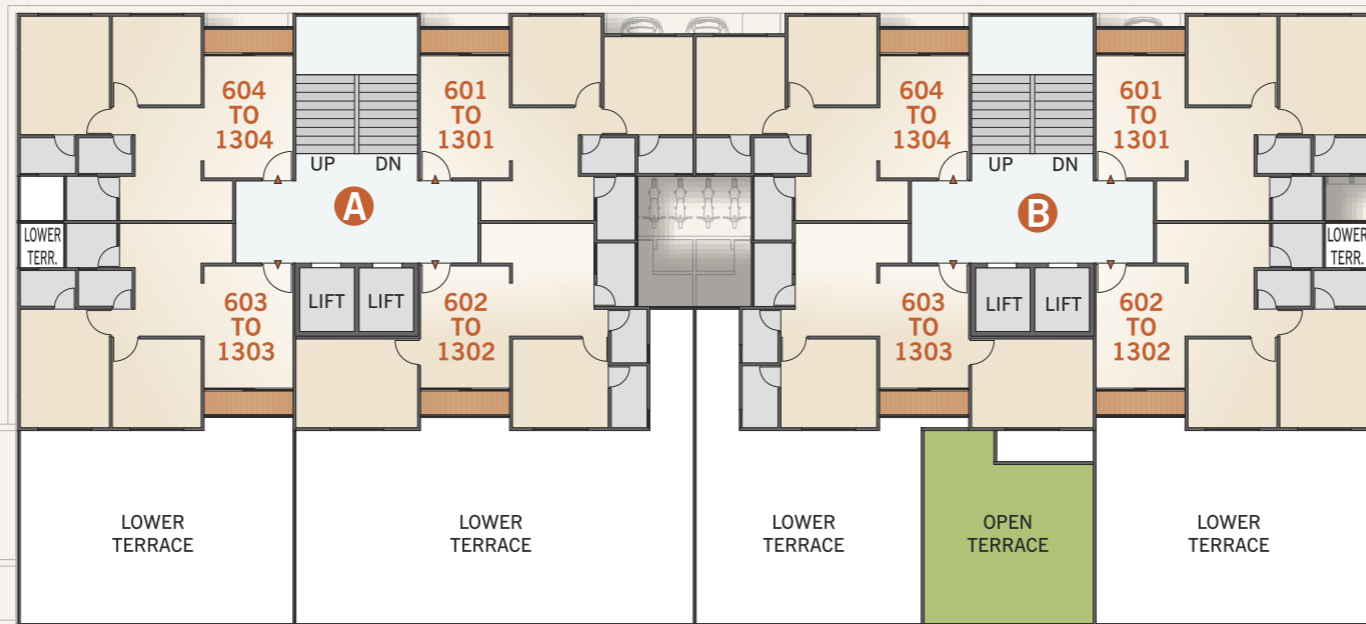 604
TO
1304
601
TO
1301
604
TO
1304
601
TO
1301
UP DN
UP DN
A
B
LOWER
TERR.
LOWER
TERR.
603
TO
1303
LIFT LIFT
602
TO
1302
603
TO
1303
LIFT LIFT
602
TO
1302
LOWER
TERRACE
LOWER
TERRACE
LOWER
TERRACE
OPEN
TERRACE
LOWER
TERRACE